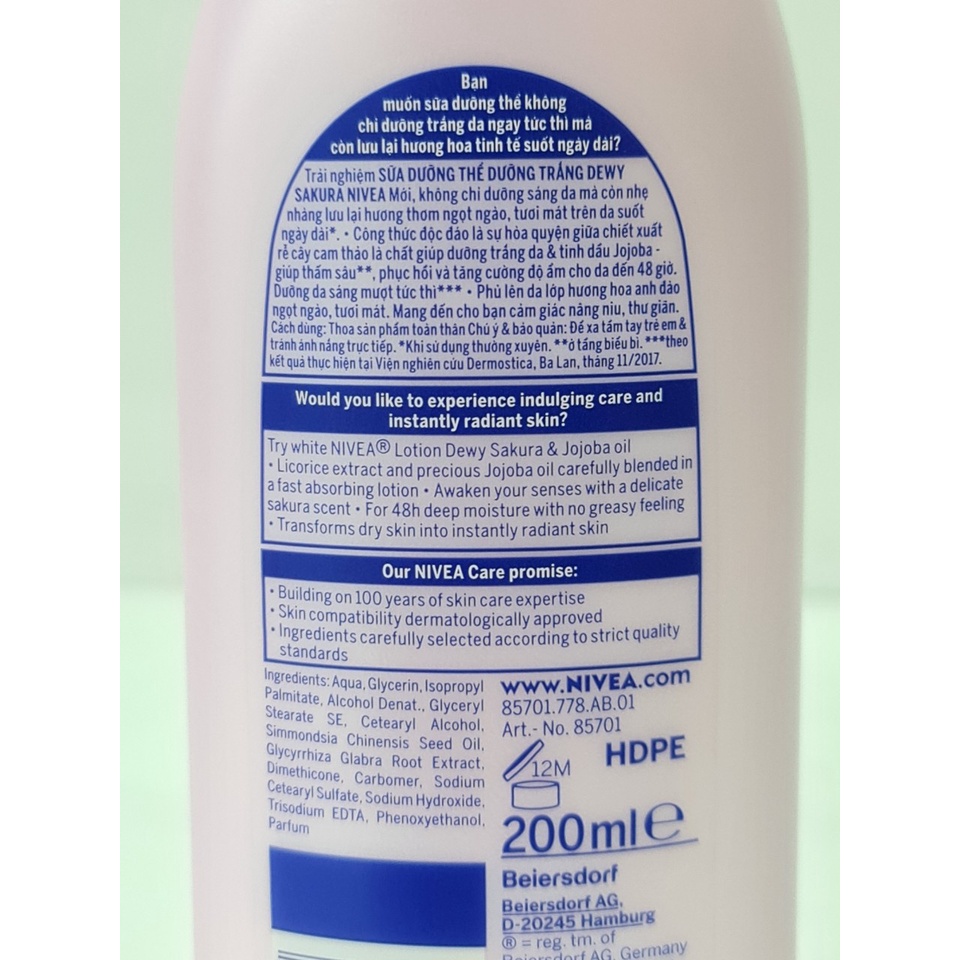 Bạn
muốn sữa dưỡng thể không
chỉ dưỡng trắng da ngay tức thì mà
còn lưu lại hương hoa tinh tế suốt ngày dài?
Trải nghiệm SỮA DƯỠNG THỂ DƯỠNG TRẮNG DEWY
SAKURA NIVEA Mới, không chỉ dưỡng sáng da mà còn nhẹ
nhàng lưu lại hương thơm ngọt ngào, tươi mát trên da suốt
ngày dài*. • Công thức độc đáo là sự hòa quyện giữa chiết xuất
rễ cây cam thảo là chất giúp dưỡng trắng da & tinh dầu Jojoba -
giúp thấm sâu**, phục hồi và tăng cường độ ẩm cho da đến 48 giờ.
Dưỡng da sáng mượt tức thì*** • Phủ lên da lớp hương hoa anh đào
ngọt ngào, tươi mát. Mang đến cho bạn cảm giác nâng niu, thư giãn.
Cách dùng: Thoa sản phẩm toàn thân Chú ý & bảo quản: Để xa tầm tay trẻ em &
tránh ánh nắng trực tiếp. *Khi sử dụng thường xuyên. **ở tầng biểu bì. ***theo
kết quả thực hiện tại Viện nghiên cứu Dermostica, Ba Lan, tháng 11/2017.
Would you like to experience indulging care and
instantly radiant skin?
Try white NIVEA® Lotion Dewy Sakura & Jojoba oil
• Licorice extract and precious Jojoba oil carefully blended in
a fast absorbing lotion • Awaken your senses with a delicate
sakura scent • For 48h deep moisture with no greasy feeling
• Transforms dry skin into instantly radiant skin
Our NIVEA Care promise:
• Building on 100 years of skin care expertise
• Skin compatibility dermatologically approved
• Ingredients carefully selected according to strict quality
standards
Ingredients: Aqua, Glycerin, Isopropyl
Palmitate, Alcohol Denat., Glyceryl
Stearate SE, Cetearyl Alcohol,
Simmondsia Chinensis Seed Oil,
Glycyrrhiza Glabra Root Extract,
Dimethicone, Carbomer, Sodium
Cetearyl Sulfate, Sodium Hydroxide,
Trisodium EDTA, Phenoxyethanol,
Parfum
www.NIVEA.com
85701.778.AB.01
Art.- No. 85701
12M
HDPE
200ml e
Beiersdorf
Beiersdorf AG,
D-20245 Hamburg
® = reg. tm. of
Beiersdorf AG, Germany